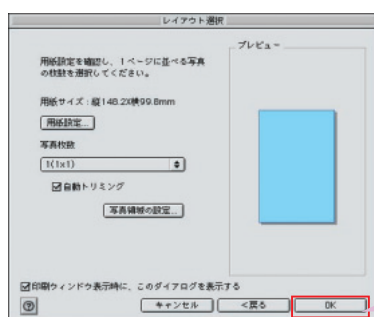 レイアウト選択
用紙設定を確認し、1ページに並べる写真
の枚数を選択してください。
用紙サイズ：縦148.2X横99.8mm
用紙設定...
写真枚数
1(1x1)
自動トリミング
写真領域の設定...
プレビュー
印刷ウィンドウ表示時に、このダイアログを表示する
?
キャンセル
<戻る
OK